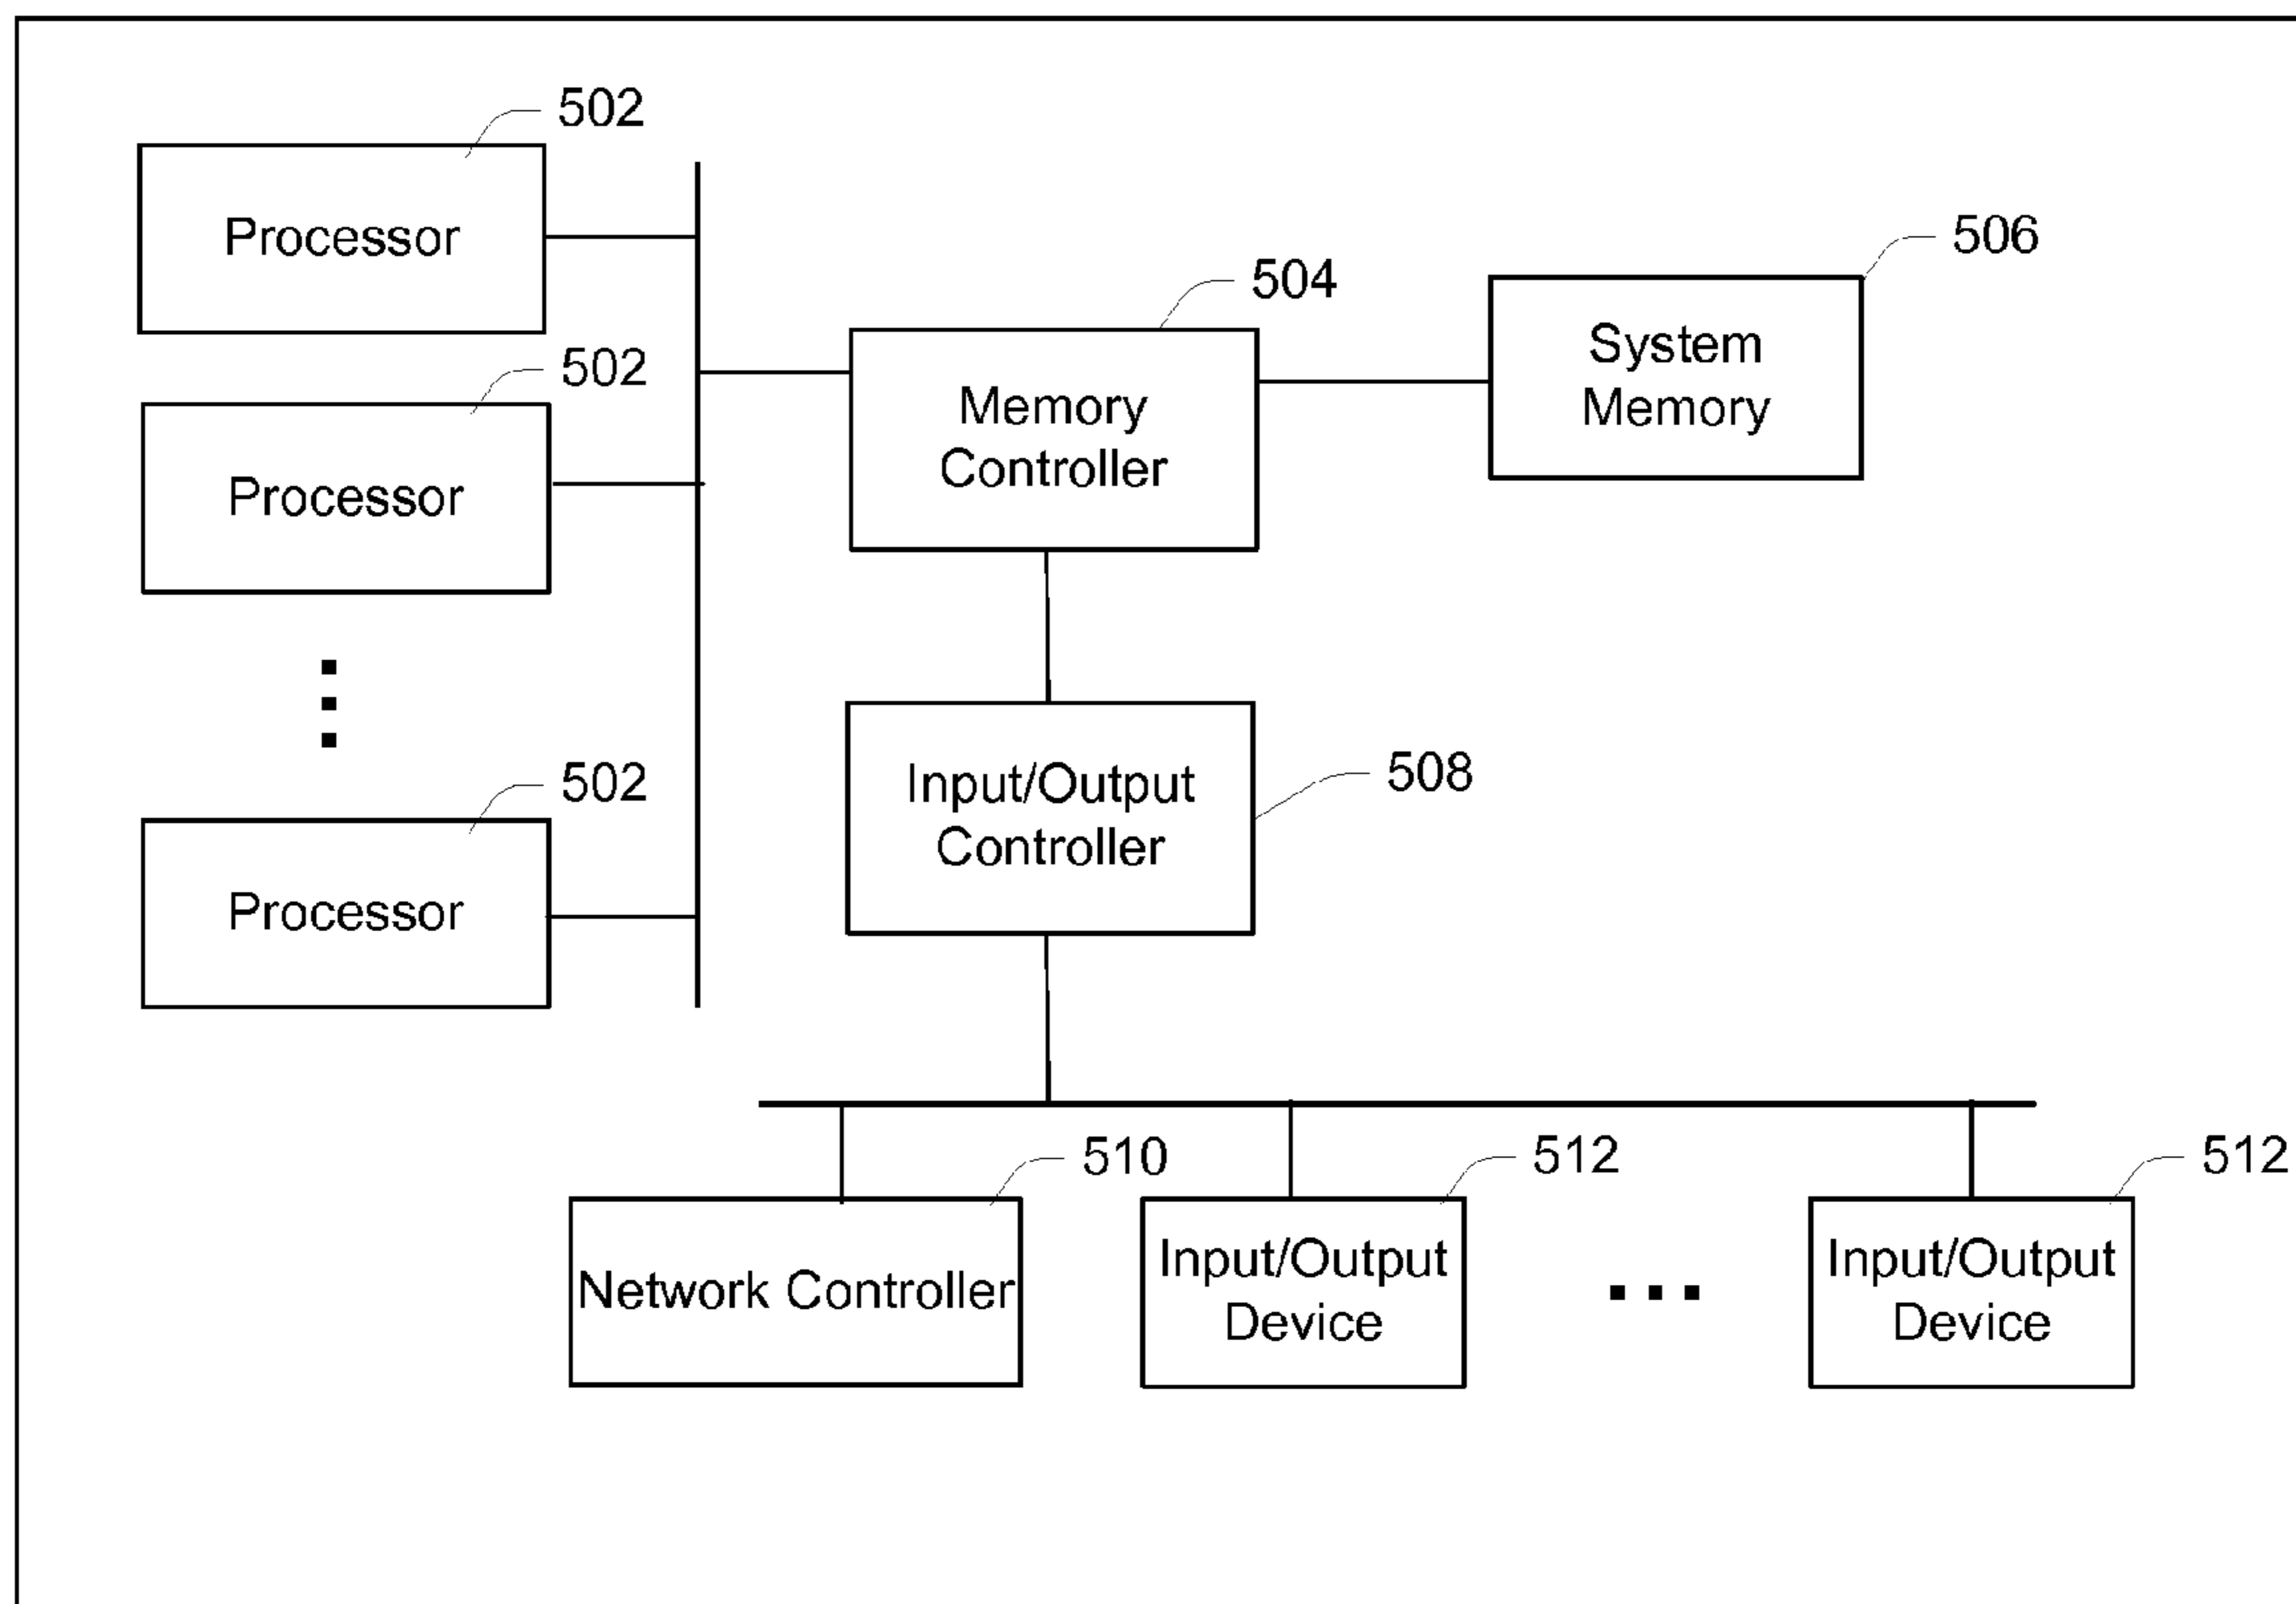 502
Processor
502
Processor
502
Processor
504
Memory
Controller
506
System
Memory
508
Input/Output
Controller
510
Network Controller
512
Input/Output
Device
512
Input/Output
Device